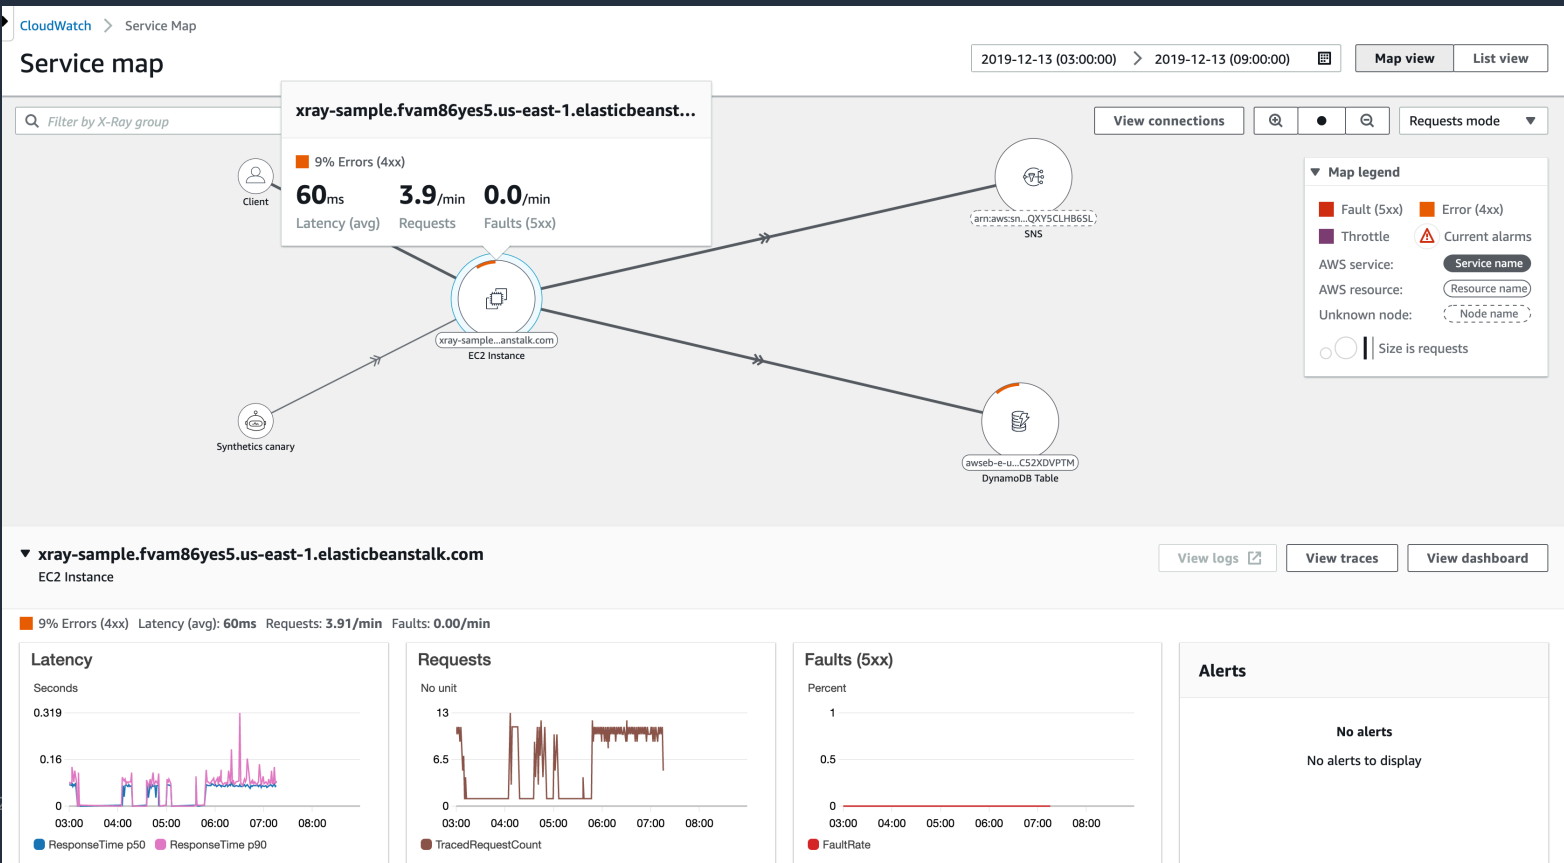 CloudWatch > Service Map
Service map
2019-12-13 (03:00:00) > 2019-12-13 (09:00:00)
Map view
List view
Filter by X-Ray group
xray-sample.fvam86yes5.us-east-1.elasticbeanst...
9% Errors (4xx)
60ms 3.9/min 0.0/min
Latency (avg) Requests Faults (5xx)
View connections
Requests mode
Map legend
Fault (5xx) Error (4xx)
Throttle Current alarms
AWS service: Service name
AWS resource: Resource name
Unknown node: Node name
Size is requests
Client
arn:aws:sn...QXY5CLHB65L
SNS
xray-sample...anstalk.com
EC2 Instance
Synthetics canary
awseb-e-u...C52XDVPTM
DynamoDB Table
xray-sample.fvam86yes5.us-east-1.elasticbeanstalk.com
EC2 Instance
View logs
View traces
View dashboard
9% Errors (4xx) Latency (avg): 60ms Requests: 3.91/min Faults: 0.00/min
Latency
Seconds
0.319
0.16
0
03:00 04:00 05:00 06:00 07:00 08:00
ResponseTime p50 ResponseTime p90
Requests
No unit
13
6.5
0
03:00 04:00 05:00 06:00 07:00 08:00
TracedRequestCount
Faults (5xx)
Percent
1
0.5
0
03:00 04:00 05:00 06:00 07:00 08:00
FaultRate
Alerts
No alerts
No alerts to display